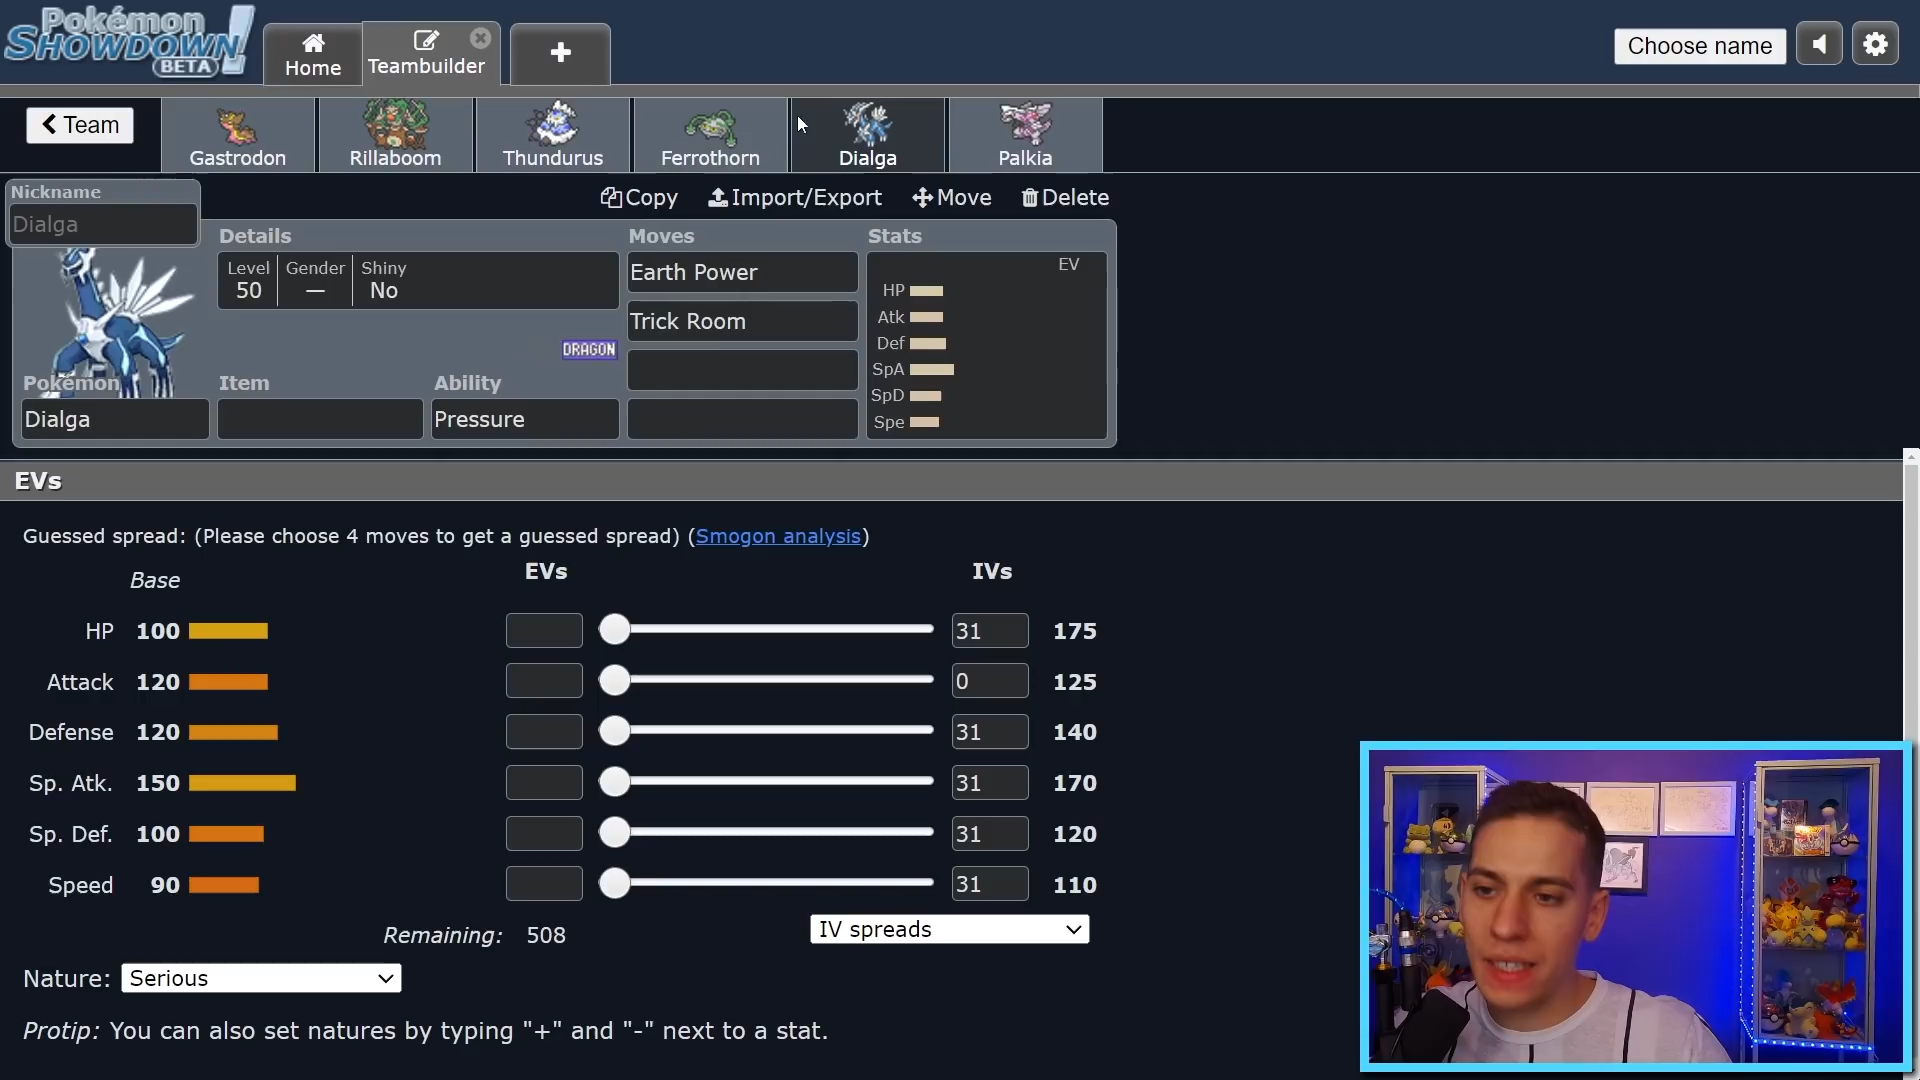 Pokémon
SHOWDOWN!
BETA
Home
Teambuilder
Choose name
Team
Gastrodon
Rillaboom
Thundurus
Ferrothorn
Dialga
Palkia
Copy
Import/Export
Move
Delete
Nickname
Dialga
Details
Level
50
Gender
—
Shiny
No
DRAGON
Pokémon
Dialga
Item
Ability
Pressure
Moves
Earth Power
Trick Room
Stats
EV
HP
Atk
Def
SpA
SpD
Spe
EVs
Guessed spread: (Please choose 4 moves to get a guessed spread) (Smogon analysis)
Base EVs IVs
HP 100 31 175
Attack 120 0 125
Defense 120 31 140
Sp. Atk. 150 31 170
Sp. Def. 100 31 120
Speed 90 31 110
Remaining: 508
IV spreads
Nature: Serious
Protip: You can also set natures by typing "+" and "-" next to a stat.